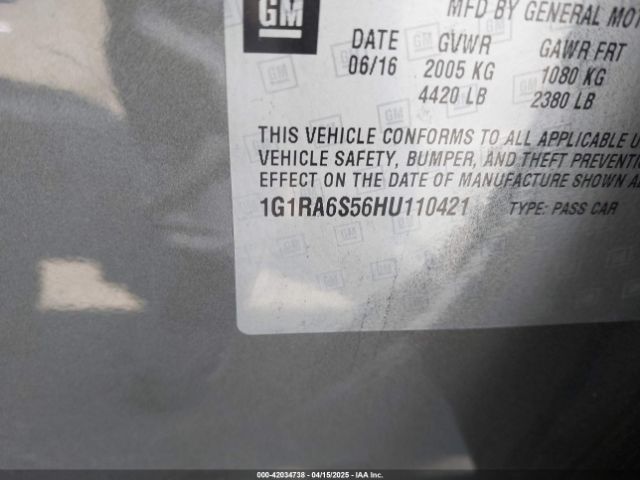 GM
MFD BY GENERAL MO
DATE GVWR GAWR FRT
06/16 2005 KG 1080 KG
4420 LB 2380 LB
THIS VEHICLE CONFORMS TO ALL APPLICABLE U
VEHICLE SAFETY, BUMPER, AND THEFT PREVENTI
EFFECT ON THE DATE OF MANUFACTURE SHOWN A
1G1RA6S56HU110421 TYPE: PASS CAR
000-42034738 - 04/15/2025 - IAA Inc.